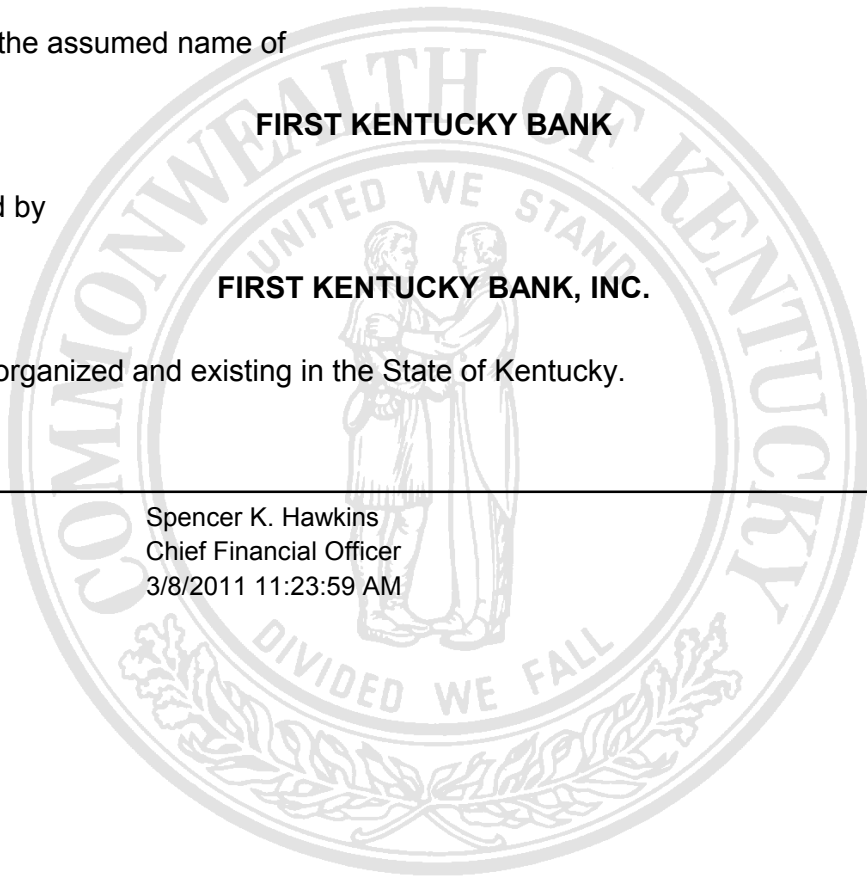 the assumed name of
FIRST KENTUCKY BANK
d by
FIRST KENTUCKY BANK, INC.
organized and existing in the State of Kentucky.
Spencer K. Hawkins
Chief Financial Officer
3/8/2011 11:23:59 AM
COMMONWEALTH OF KENTUCKY
UNITED WE STAND
DIVIDED WE FALL